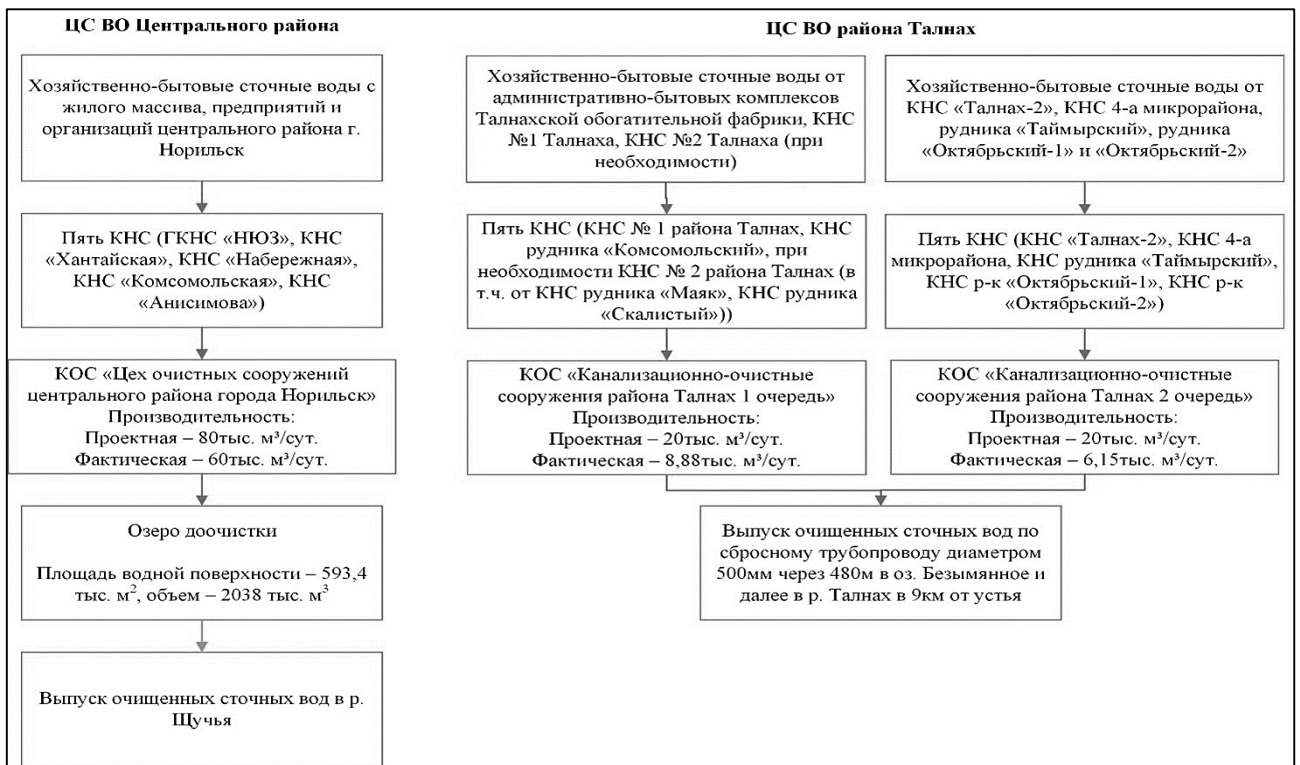 ЦС ВО Центрального района
Хозяйственно-бытовые сточные воды с
жилого массива, предприятий и
организаций центрального района г.
Норильск
Пять КНС (ГКНС «НЮЗ», КНС
«Хантайская», КНС «Набережная»,
КНС «Комсомольская», КНС
«Анисимова»)
КОС «Цех очистных сооружений
центрального района города Норильск»
Производительность:
Проектная – 80тыс. м³/сут.
Фактическая – 60тыс. м³/сут.
Озеро доочистки
Площадь водной поверхности – 593,4
тыс. м², объем – 2038 тыс. м³
Выпуск очищенных сточных вод в р.
Щучья
ЦС ВО района Талнах
Хозяйственно-бытовые сточные воды от
административно-бытовых комплексов
Талнахской обогатительной фабрики, КНС
№1 Талнаха, КНС №2 Талнаха (при
необходимости)
Пять КНС (КНС № 1 район Талнах, КНС
рудника «Комсомольский», при
необходимости КНС № 2 район Талнах (в
т.ч. от КНС рудника «Маяк», КНС рудника
«Скалистый»))
КОС «Канализационно-очистные
сооружения района Талнах 1 очередь»
Производительность:
Проектная – 20тыс. м³/сут.
Фактическая – 8,88тыс. м³/сут.
Хозяйственно-бытовые сточные воды от
КНС «Талнах-2», КНС 4-а микрорайона,
рудника «Таймырский», рудника
«Октябрьский-1» и «Октябрьский-2»
Пять КНС (КНС «Талнах-2», КНС 4-а
микрорайона, КНС рудника «Таймырский»,
КНС р-к «Октябрьский-1», КНС р-к
«Октябрьский-2»)
КОС «Канализационно-очистные
сооружения района Талнах 2 очередь»
Производительность:
Проектная – 20тыс. м³/сут.
Фактическая – 6,15тыс. м³/сут.
Выпуск очищенных сточных вод по
сбросному трубопроводу диаметром
500мм через 480м в оз. Безымянное и
далее в р. Талнах в 9км от устья